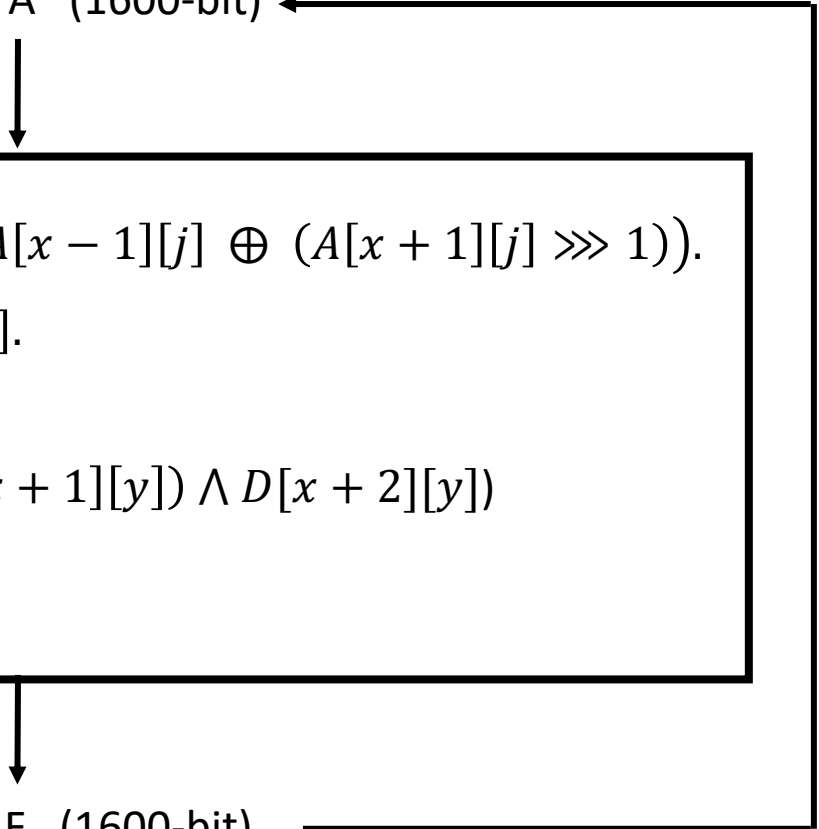 A (1600-bit)
A[x − 1][j] ⊕ (A[x + 1][j] ⋙ 1)).
].
+ 1][y]) ∧ D[x + 2][y])
(1600-bit)